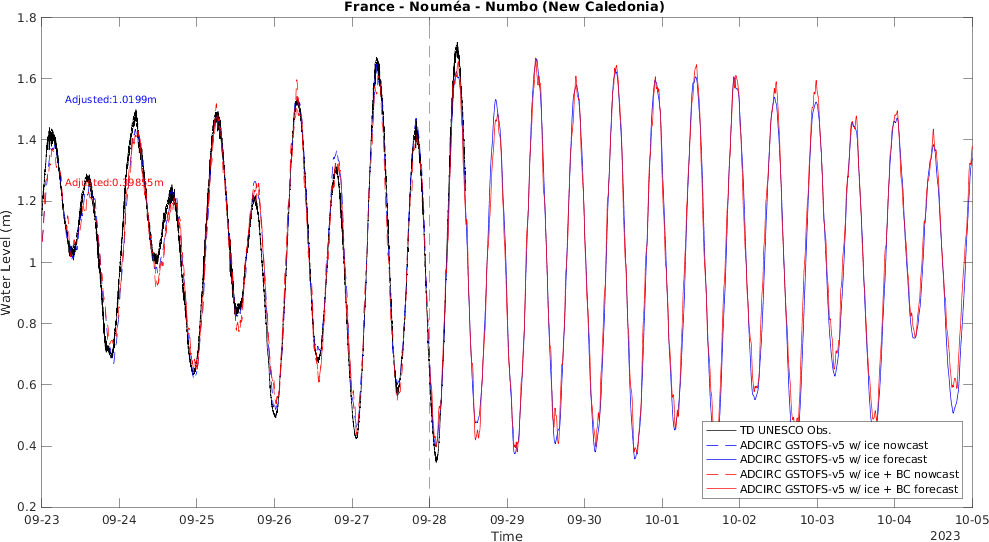 France - Nouméa - Numbo (New Caledonia)
Water Level (m)
1.8
1.6
1.4
1.2
1
0.8
0.6
0.4
0.2
Adjusted:1.0199m
Adjusted:0.39855m
TD UNESCO Obs.
ADCIRC GSTOFS-v5 w/ ice nowcast
ADCIRC GSTOFS-v5 w/ ice forecast
ADCIRC GSTOFS-v5 w/ ice + BC nowcast
ADCIRC GSTOFS-v5 w/ ice + BC forecast
09-23 09-24 09-25 09-26 09-27 09-28 09-29 09-30 10-01 10-02 10-03 10-04 10-05
Time
2023